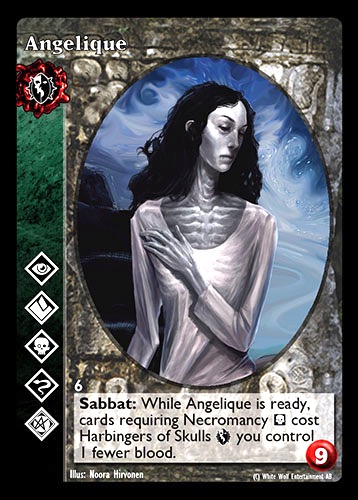 Angelique
6
Sabbat: While Angelique is ready,
cards requiring Necromancy cost
Harbingers of Skulls you control
1 fewer blood.
9
Illus: Noora Hirvonen
(C) White Wolf Entertainment AB